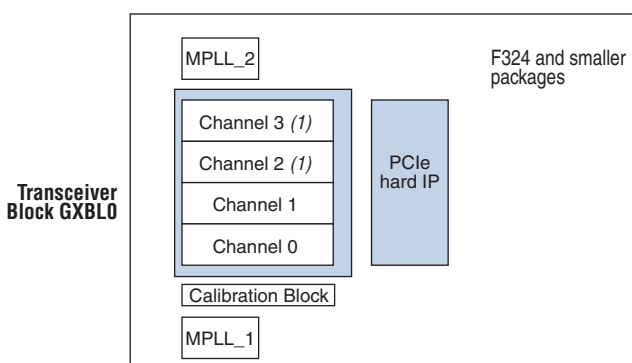 MPLL_2
F324 and smaller
packages
Channel 3 (1)
Channel 2 (1)
Channel 1
Channel 0
PCIe
hard IP
Transceiver
Block GXBL0
Calibration Block
MPLL_1